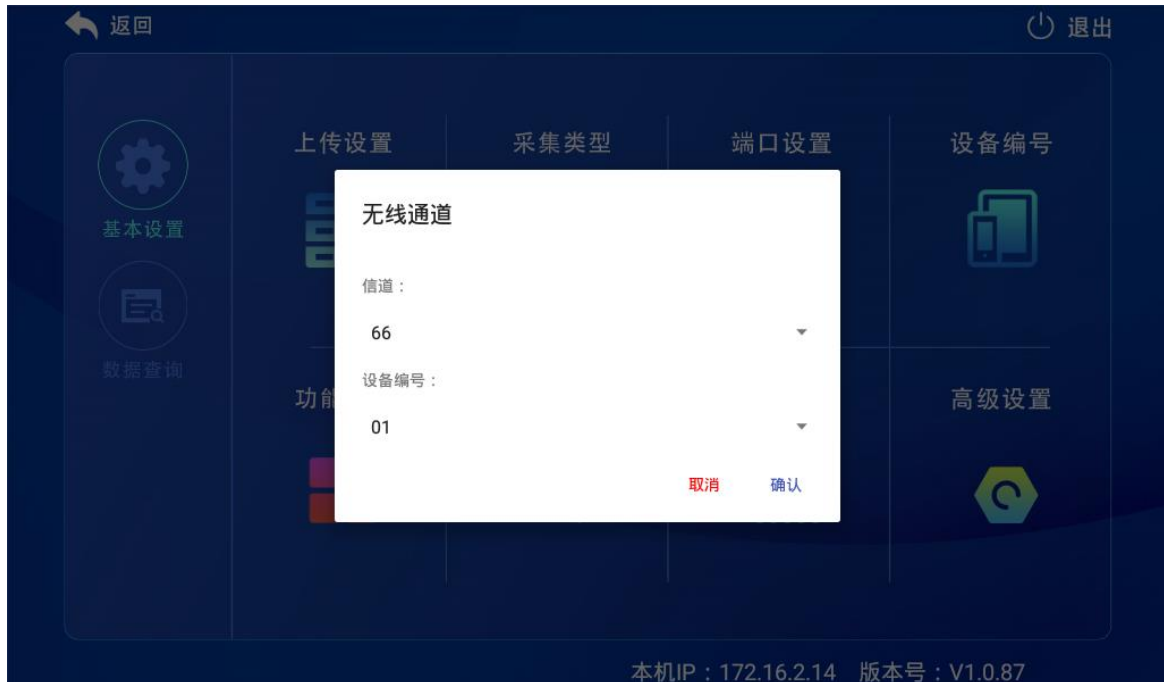 返回
退出
上传设置
采集类型
端口设置
设备编号
基本设置
数据查询
无线通道
信道：
66
设备编号：
01
取消
确认
功能
高级设置
本机IP：172.16.2.14 版本号：V1.0.87